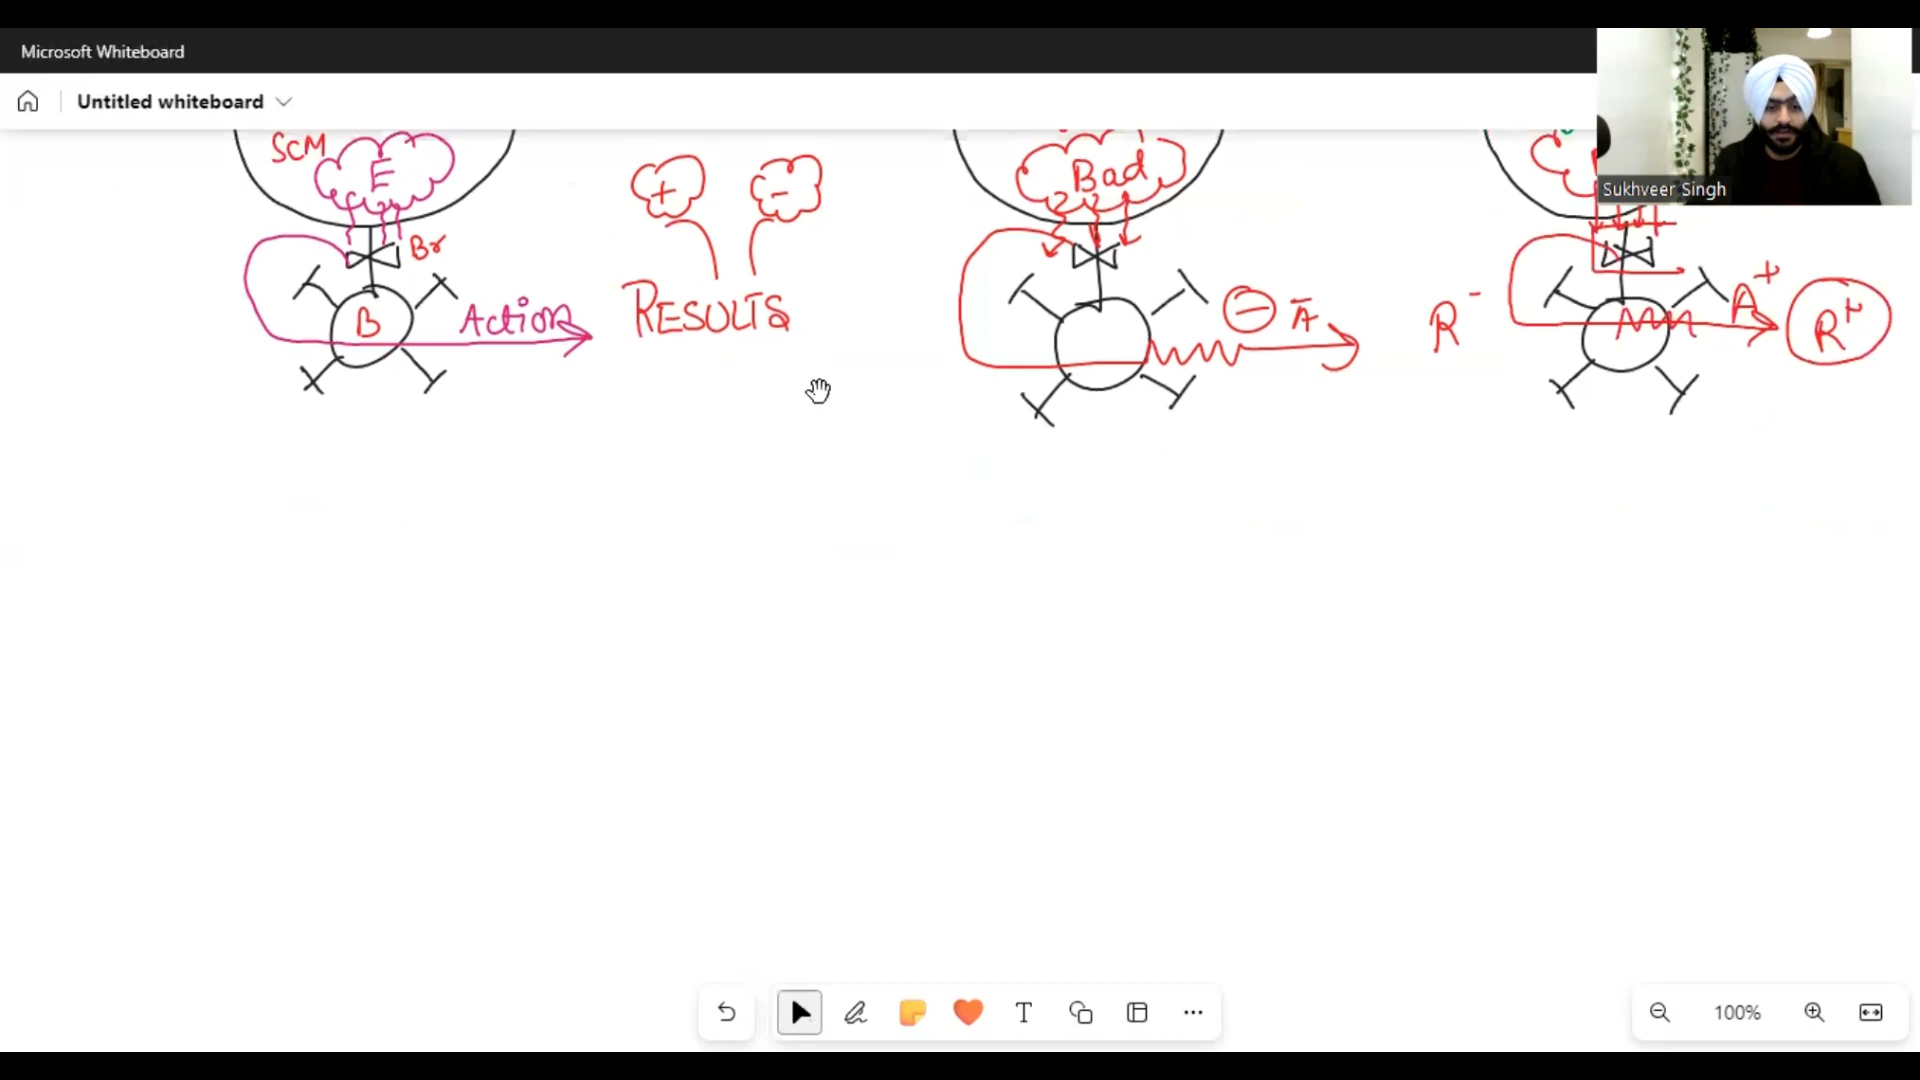 Microsoft Whiteboard
Untitled whiteboard
Sukhveer Singh
SCM
E
+
-
Bad
Br
B
Action
RESULTS
-
A
R-
A+
R+
T
100%